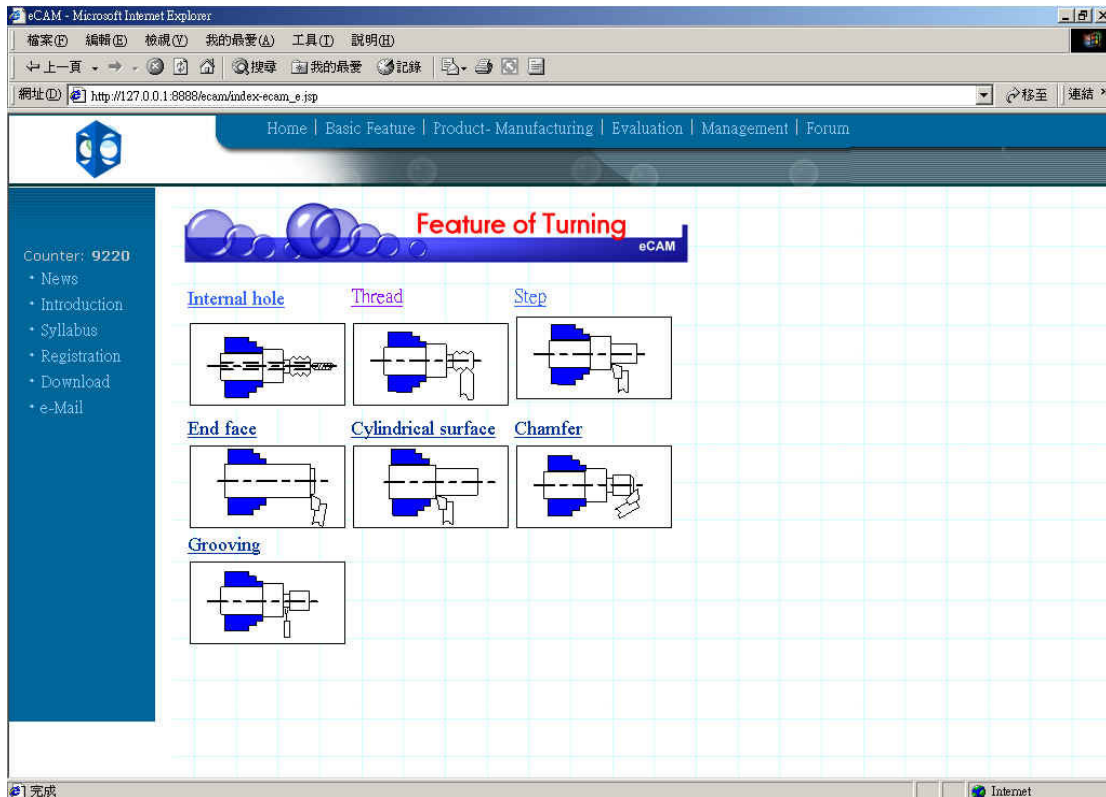 eCAM - Microsoft Internet Explorer
檔案(F) 編輯(E) 檢視(V) 我的最愛(A) 工具(T) 說明(H)
上一頁 搜尋 我的最愛 記錄
網址(D) http://127.0.0.1:8888/ecam/index-ecam_e.jsp 移至 連結 »
Home | Basic Feature | Product- Manufacturing | Evaluation | Management | Forum
Feature of Turning
eCAM
Counter: 9220
• News
• Introduction
• Syllabus
• Registration
• Download
• e-Mail
Internal hole Thread Step
End face Cylindrical surface Chamfer
Grooving
完成 Internet